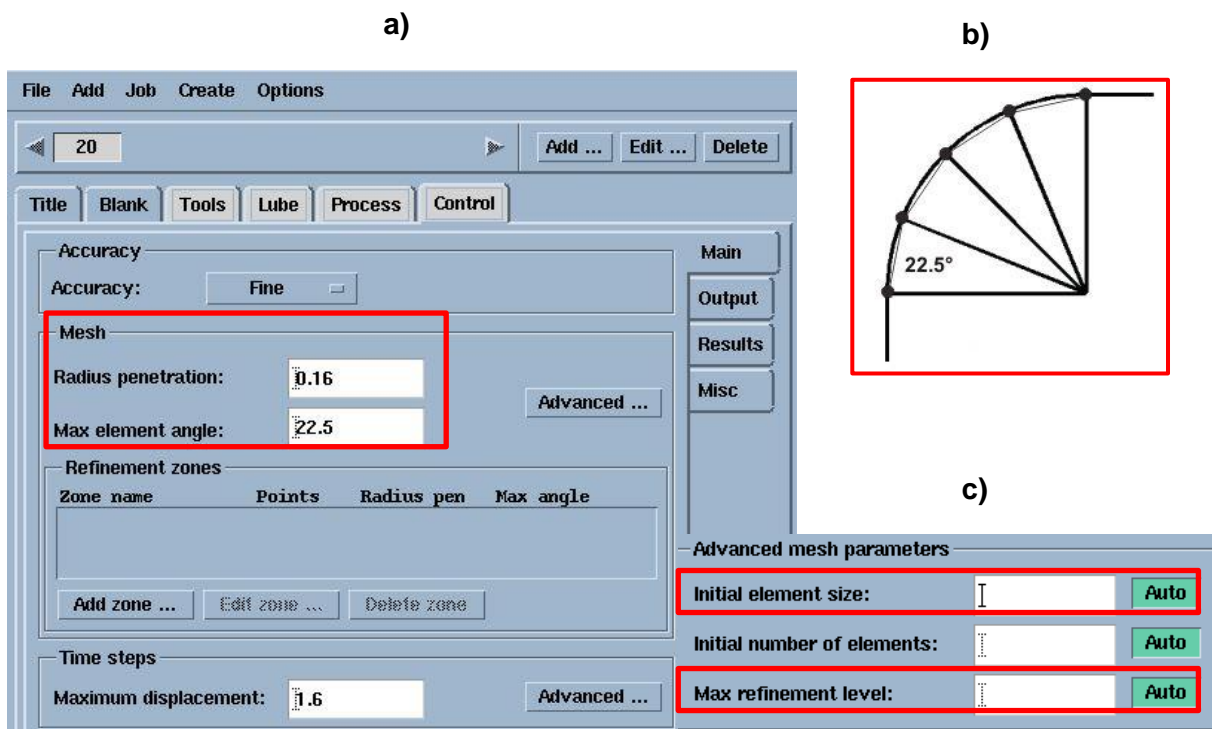 a)
File Add Job Create Options
20 Add ... Edit ... Delete
Title Blank Tools Lube Process Control
Accuracy
Accuracy: Fine
Mesh
Radius penetration: 0.16
Max element angle: 22.5
Advanced ...
Refinement zones
Zone name Points Radius pen Max angle
Add zone ... Edit zone ... Delete zone
Time steps
Maximum displacement: 1.6 Advanced ...
Main
Output
Results
Misc
b)
22.5°
c)
Advanced mesh parameters
Initial element size: Auto
Initial number of elements: Auto
Max refinement level: Auto